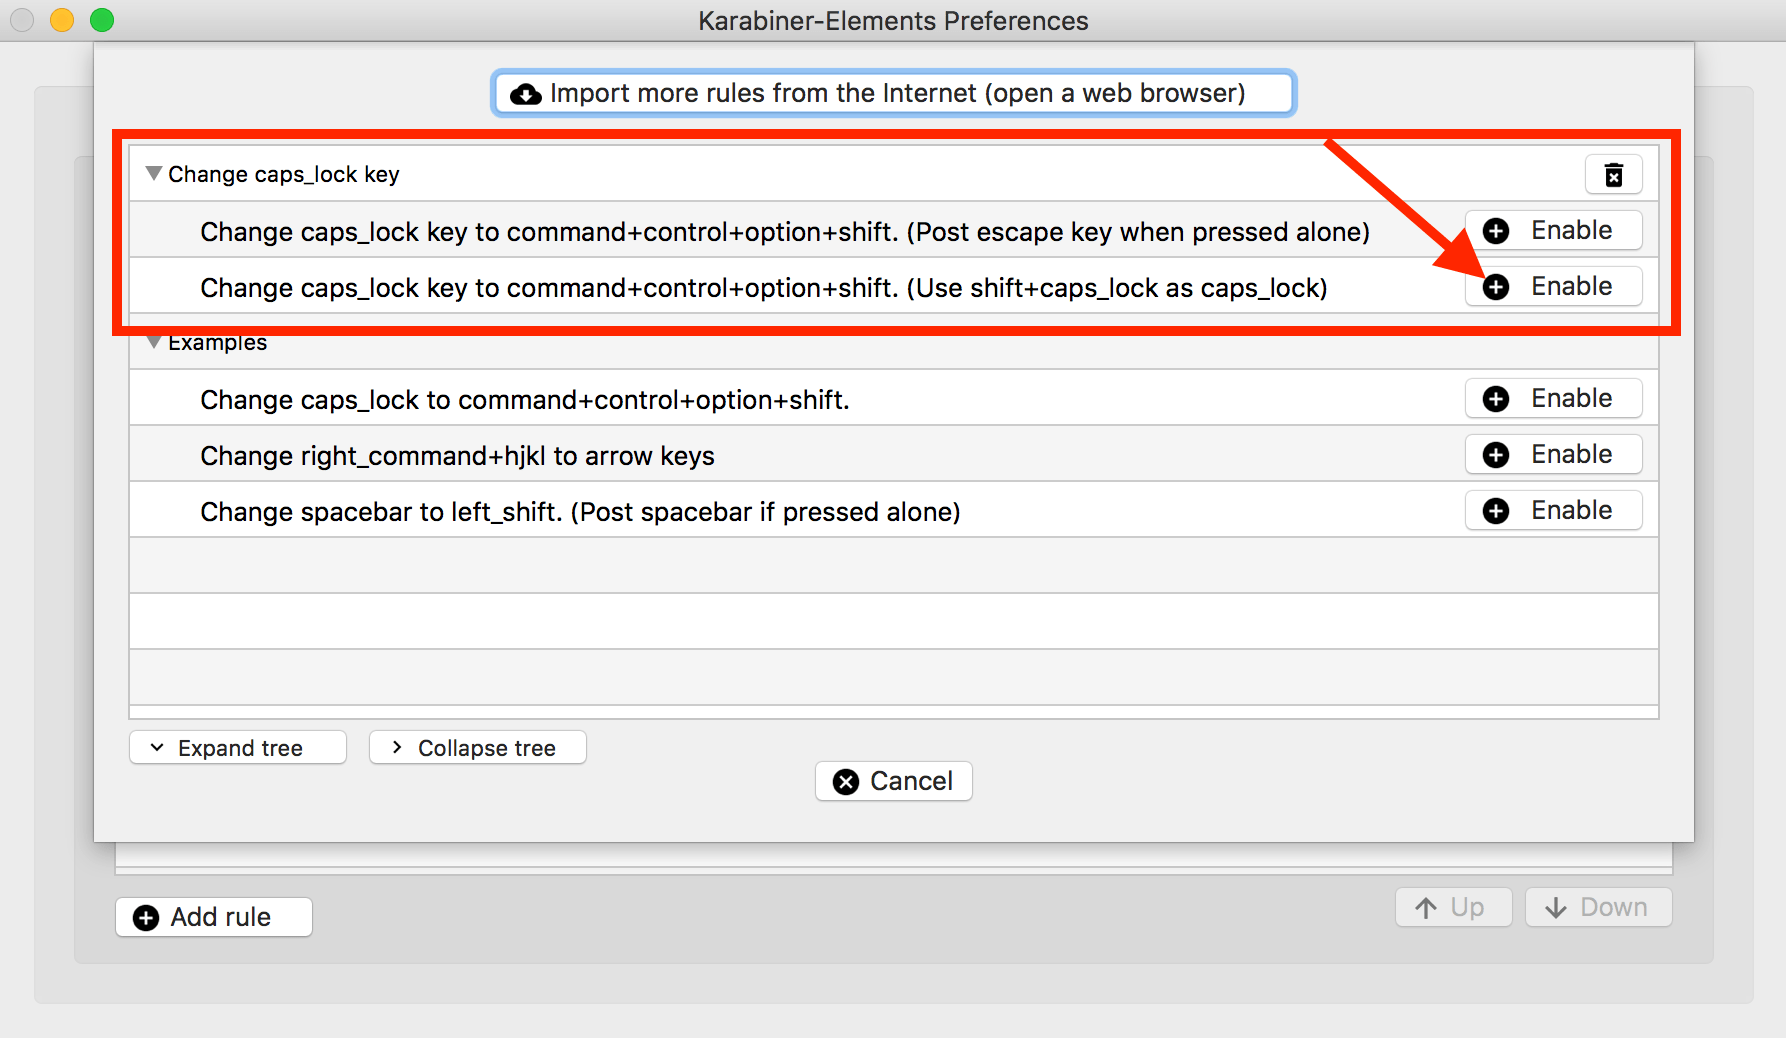 Karabiner-Elements Preferences
Import more rules from the Internet (open a web browser)
Change caps_lock key
Change caps_lock key to command+control+option+shift. (Post escape key when pressed alone) Enable
Change caps_lock key to command+control+option+shift. (Use shift+caps_lock as caps_lock) Enable
Examples
Change caps_lock to command+control+option+shift. Enable
Change right_command+hjkl to arrow keys Enable
Change spacebar to left_shift. (Post spacebar if pressed alone) Enable
Expand tree Collapse tree
Cancel
Add rule Up Down